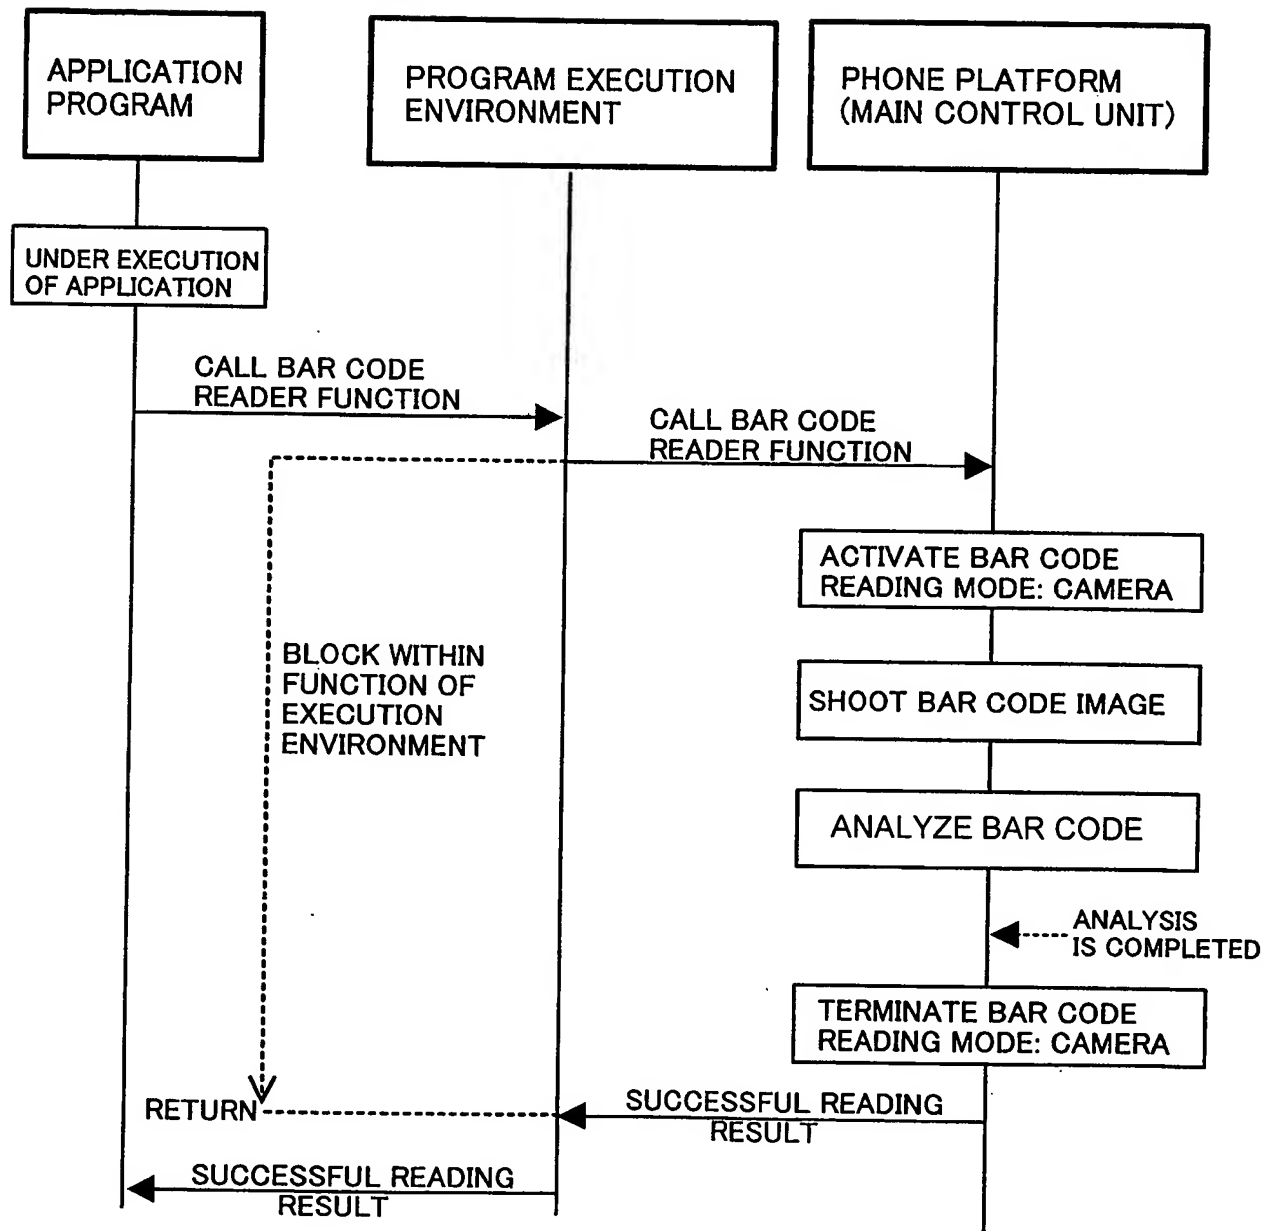 APPLICATION
PROGRAM
PROGRAM EXECUTION
ENVIRONMENT
PHONE PLATFORM
(MAIN CONTROL UNIT)
UNDER EXECUTION
OF APPLICATION
CALL BAR CODE
READER FUNCTION
CALL BAR CODE
READER FUNCTION
ACTIVATE BAR CODE
READING MODE: CAMERA
BLOCK WITHIN
FUNCTION OF
EXECUTION
ENVIRONMENT
SHOOT BAR CODE IMAGE
ANALYZE BAR CODE
ANALYSIS
IS COMPLETED
TERMINATE BAR CODE
READING MODE: CAMERA
RETURN
SUCCESSFUL READING
RESULT
SUCCESSFUL READING
RESULT